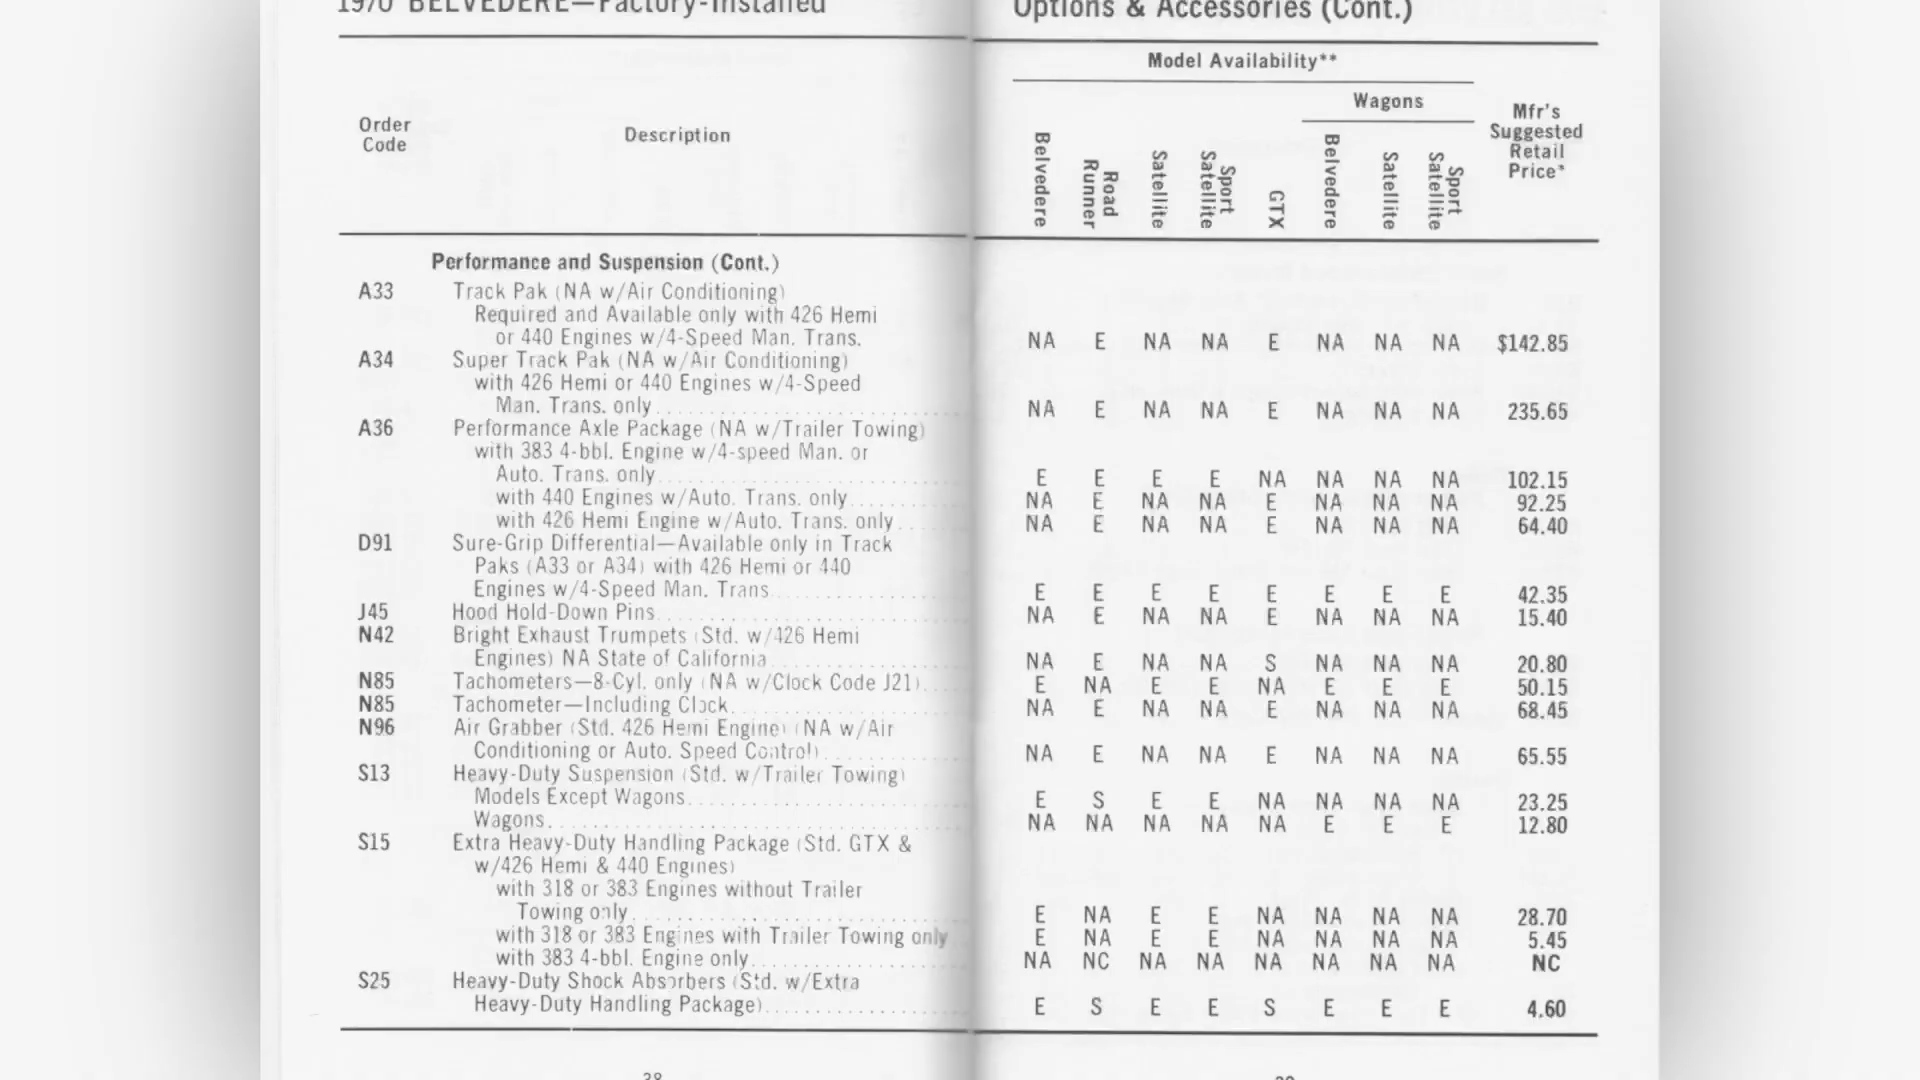 1970 BELVEDERE—Factory-Installed Options & Accessories (Cont.)
Model Availability**
Wagons
Order Code
Description
Belvedere
Road Runner
Satellite
Sport Satellite
GTX
Belvedere
Satellite
Sport Satellite
Mfr's Suggested Retail Price*
Performance and Suspension (Cont.)
A33 Track Pak (NA w/Air Conditioning)
Required and Available only with 426 Hemi
or 440 Engines w/4-Speed Man. Trans. NA E NA NA E NA NA NA $142.85
A34 Super Track Pak (NA w/Air Conditioning)
with 426 Hemi or 440 Engines w/4-Speed
Man. Trans. only NA E NA NA E NA NA NA 235.65
A36 Performance Axle Package (NA w/Trailer Towing)
with 383 4-bbl. Engine w/4-speed Man. or
Auto. Trans. only E E E E NA NA NA NA 102.15
with 440 Engines w/Auto. Trans. only NA E NA NA E NA NA NA 92.25
with 426 Hemi Engine w/Auto. Trans. only NA E NA NA E NA NA NA 64.40
D91 Sure-Grip Differential—Available only in Track
Paks (A33 or A34) with 426 Hemi or 440
Engines w/4-Speed Man. Trans. E E E E E E E E 42.35
J45 Hood Hold-Down Pins NA E NA NA E NA NA NA 15.40
N42 Bright Exhaust Trumpets (Std. w/426 Hemi
Engines) NA State of California NA E NA NA S NA NA NA 20.80
N85 Tachometers—8-Cyl. only (NA w/Clock Code J21) E NA E E NA E E E 50.15
N85 Tachometer—Including Clock NA E NA NA E NA NA NA 68.45
N96 Air Grabber (Std. 426 Hemi Engine) (NA w/Air
Conditioning or Auto. Speed Control) NA E NA NA E NA NA NA 65.55
S13 Heavy-Duty Suspension (Std. w/Trailer Towing)
Models Except Wagons E S E E NA NA NA NA 23.25
Wagons NA NA NA NA NA E E E 12.80
S15 Extra Heavy-Duty Handling Package (Std. GTX &
w/426 Hemi & 440 Engines)
with 318 or 383 Engines without Trailer
Towing only E NA E E NA NA NA NA 28.70
with 318 or 383 Engines with Trailer Towing only E NA E E NA NA NA NA 5.45
with 383 4-bbl. Engine only NA NC NA NA NA NA NA NA NC
S25 Heavy-Duty Shock Absorbers (Std. w/Extra
Heavy-Duty Handling Package) E S E E S E E E 4.60
38